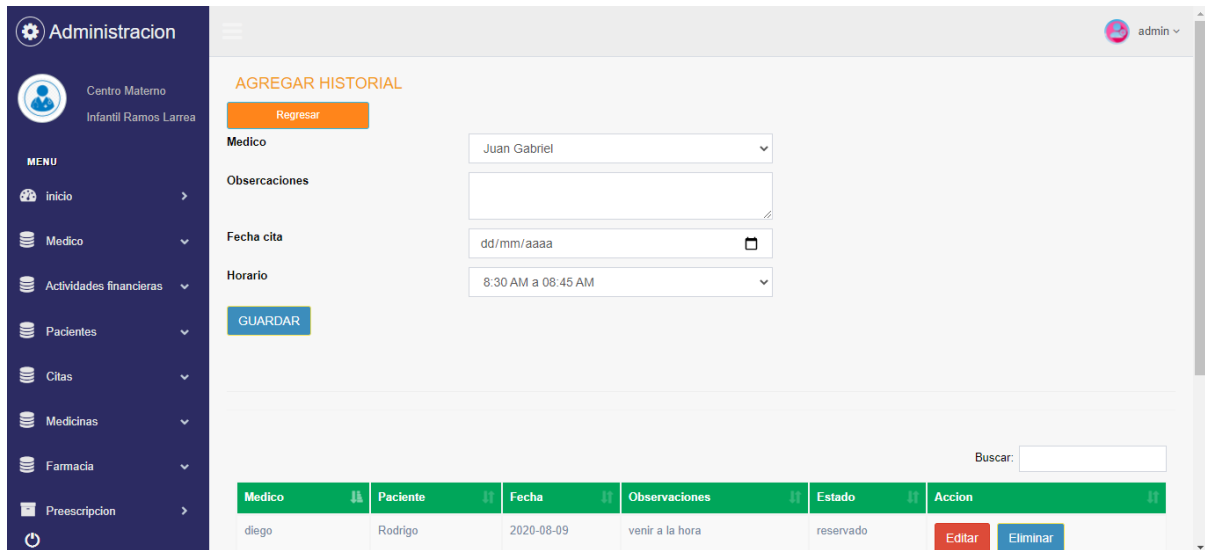 Administracion
admin
Centro Materno
Infantil Ramos Larrea
MENU
inicio
Medico
Actividades financieras
Pacientes
Citas
Medicinas
Farmacia
Preescripcion
AGREGAR HISTORIAL
Regresar
Medico
Juan Gabriel
Obsercaciones
Fecha cita
dd/mm/aaaa
Horario
8:30 AM a 08:45 AM
GUARDAR
Buscar:
Medico Paciente Fecha Observaciones Estado Accion
diego Rodrigo 2020-08-09 venir a la hora reservado Editar Eliminar